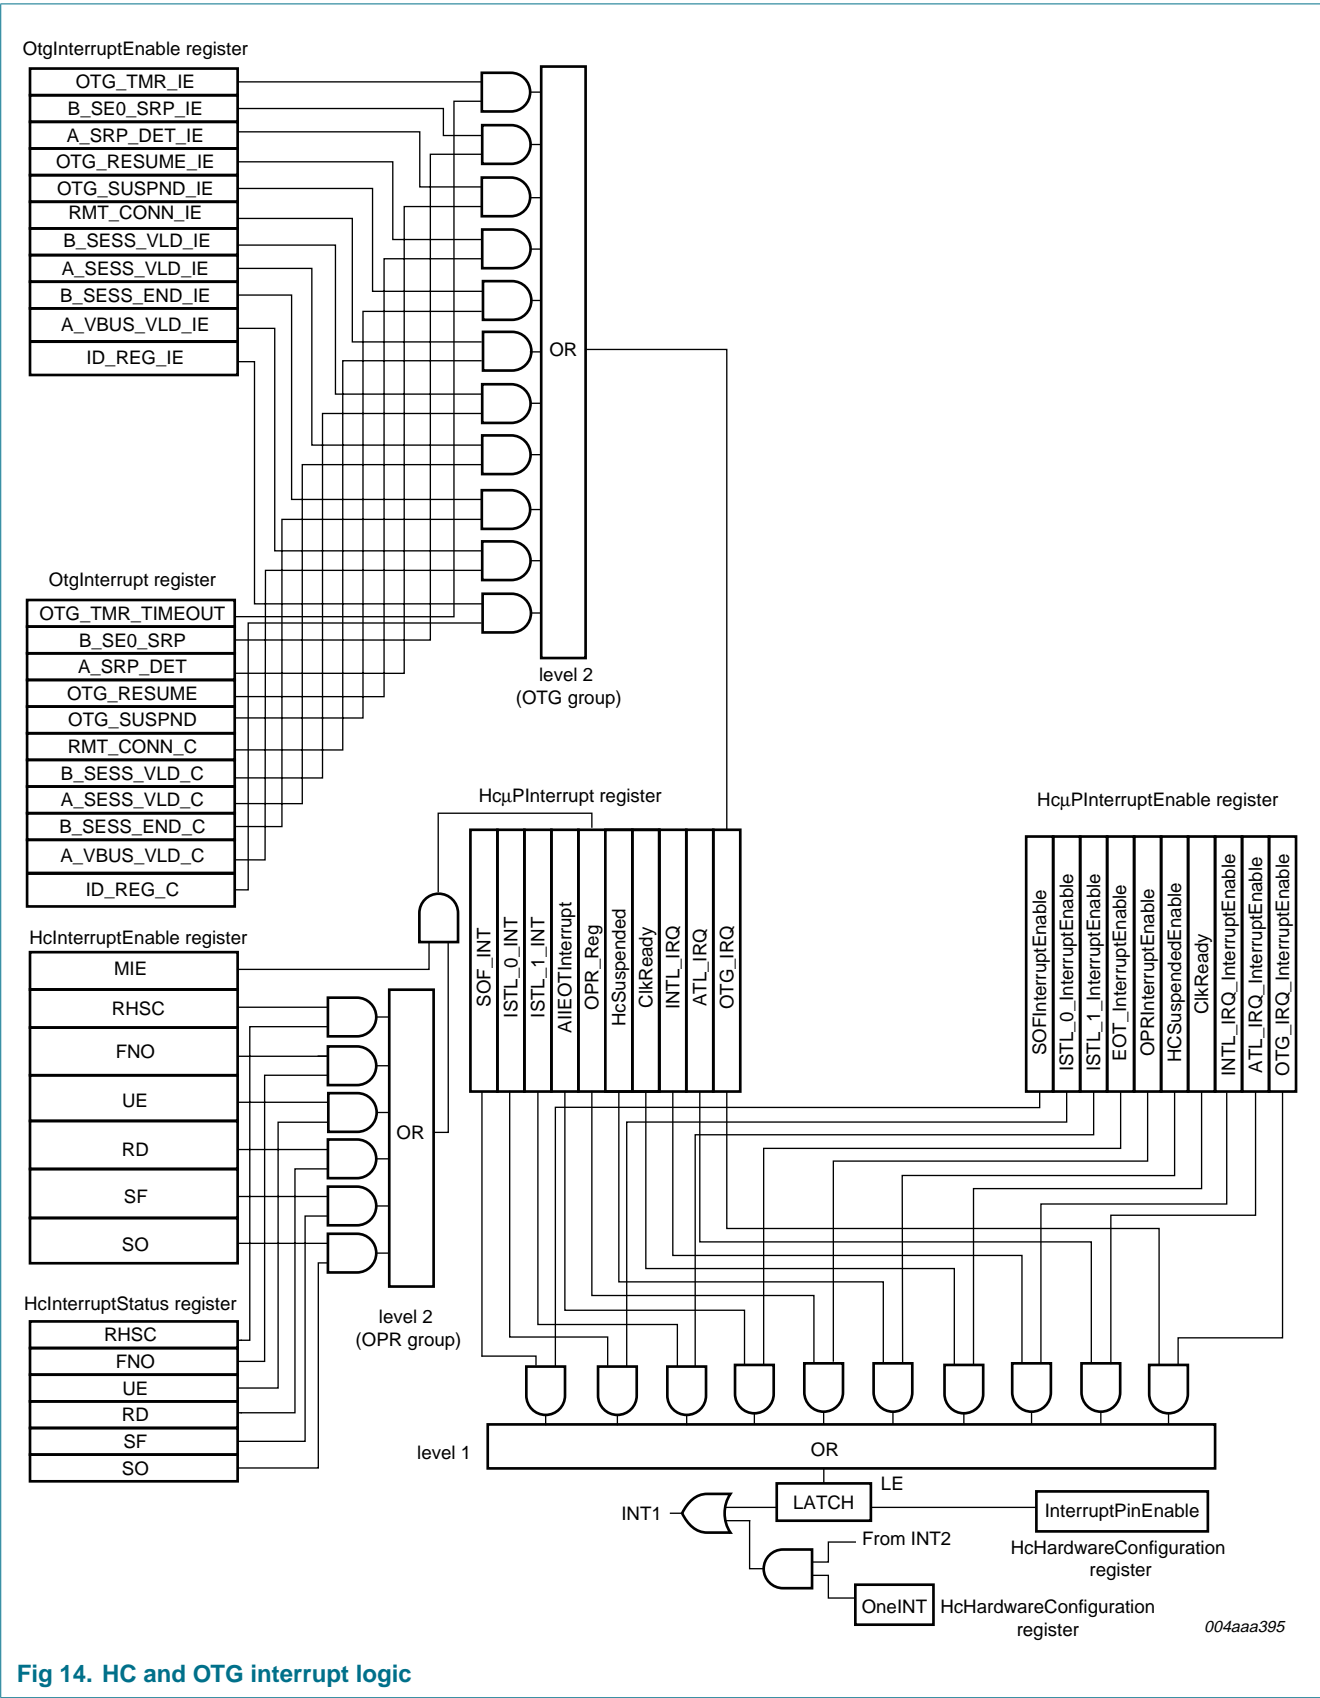 OtgInterruptEnable register
OTG_TMR_IE
B_SE0_SRP_IE
A_SRP_DET_IE
OTG_RESUME_IE
OTG_SUSPND_IE
RMT_CONN_IE
B_SESS_VLD_IE
A_SESS_VLD_IE
B_SESS_END_IE
A_VBUS_VLD_IE
ID_REG_IE
OR
level 2
(OTG group)
OtgInterrupt register
OTG_TMR_TIMEOUT
B_SE0_SRP
A_SRP_DET
OTG_RESUME
OTG_SUSPND
RMT_CONN_C
B_SESS_VLD_C
A_SESS_VLD_C
B_SESS_END_C
A_VBUS_VLD_C
ID_REG_C
HcInterruptEnable register
MIE
RHSC
FNO
UE
RD
SF
SO
OR
level 2
(OPR group)
HcInterruptStatus register
RHSC
FNO
UE
RD
SF
SO
HcμPInterrupt register
SOF_INT
ISTL_0_INT
ISTL_1_INT
AllEOTInterrupt
OPR_Reg
HcSuspended
ClkReady
INTL_IRQ
ATL_IRQ
OTG_IRQ
HcμPInterruptEnable register
SOFInterruptEnable
ISTL_0_InterruptEnable
ISTL_1_InterruptEnable
EOT_InterruptEnable
OPRInterruptEnable
HCSuspendedEnable
ClkReady
INTL_IRQ_InterruptEnable
ATL_IRQ_InterruptEnable
OTG_IRQ_InterruptEnable
level 1
OR
LE
LATCH
INT1
InterruptPinEnable
HcHardwareConfiguration
register
From INT2
OneINT
HcHardwareConfiguration
register
004aaa395
Fig 14. HC and OTG interrupt logic